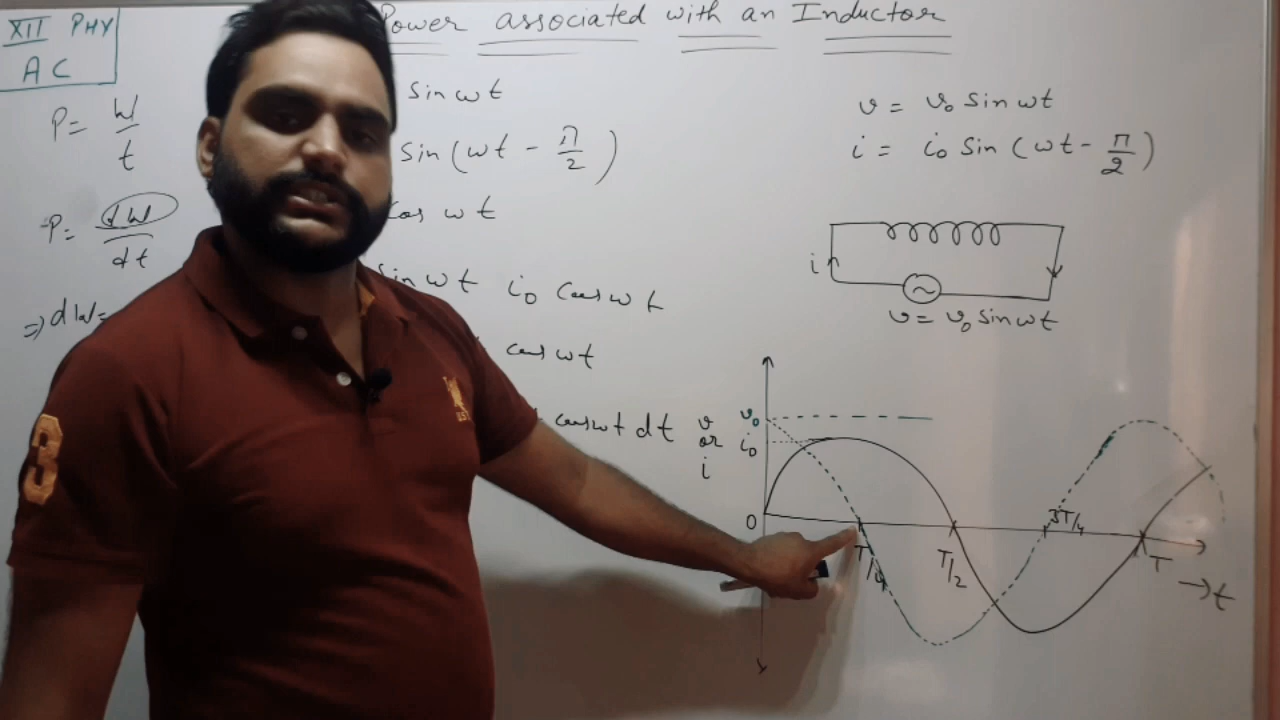 XII PHY
AC
Power associated with an Inductor
P = W/t
P = dW/dt
=) dW=
sin ωt
sin (ωt - π/2)
cos ωt
sin ωt i₀ cos ωt
cos ωt
cos ωt dt
v = v₀ sin ωt
i = i₀ sin (ωt - π/2)
i
v = v₀ sin ωt
v or i
v₀
i₀
0
T/4
T/2
3T/4
T
→ t
3